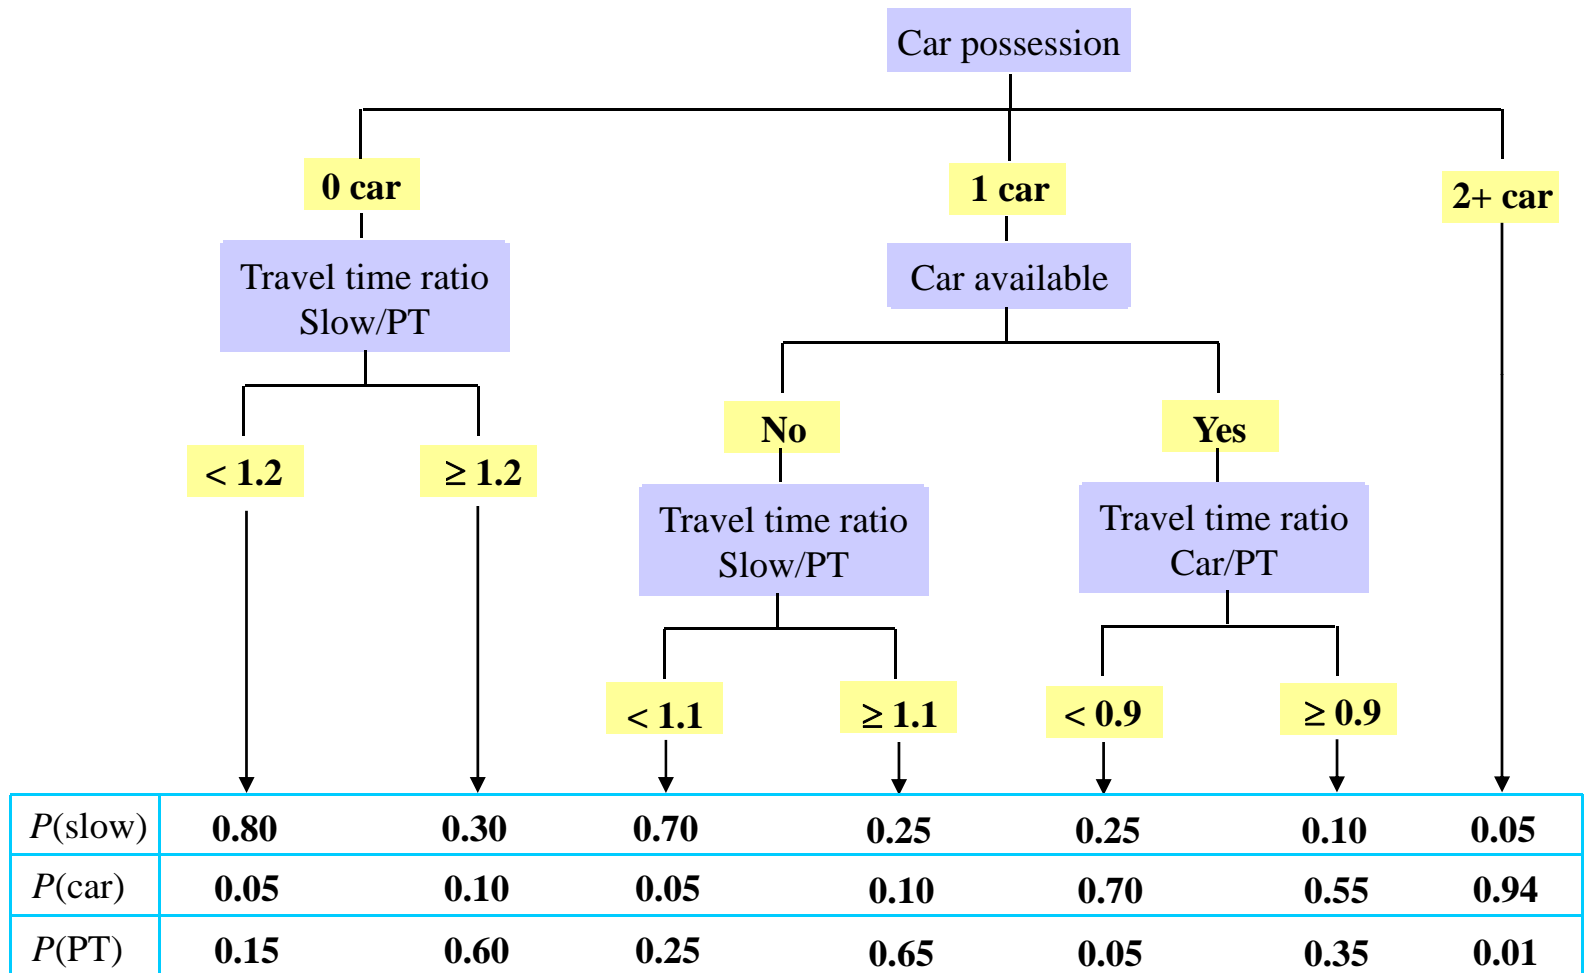 Car possession
0 car
1 car
2+ car
Travel time ratio
Slow/PT
Car available
No
Yes
< 1.2
≥ 1.2
Travel time ratio
Slow/PT
Travel time ratio
Car/PT
< 1.1
≥ 1.1
< 0.9
≥ 0.9
P(slow) 0.80 0.30 0.70 0.25 0.25 0.10 0.05
P(car) 0.05 0.10 0.05 0.10 0.70 0.55 0.94
P(PT) 0.15 0.60 0.25 0.65 0.05 0.35 0.01